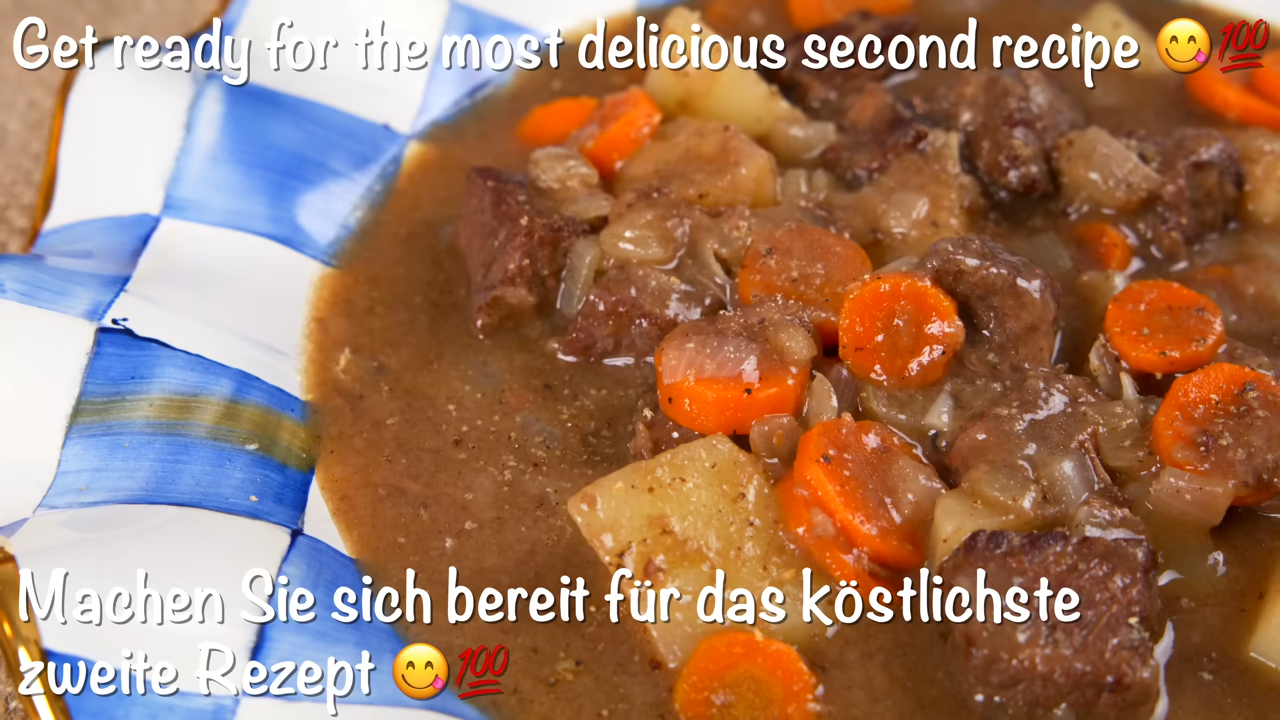 Get ready for the most delicious second recipe 😋💯
Machen Sie sich bereit für das köstlichste
zweite Rezept 😋💯